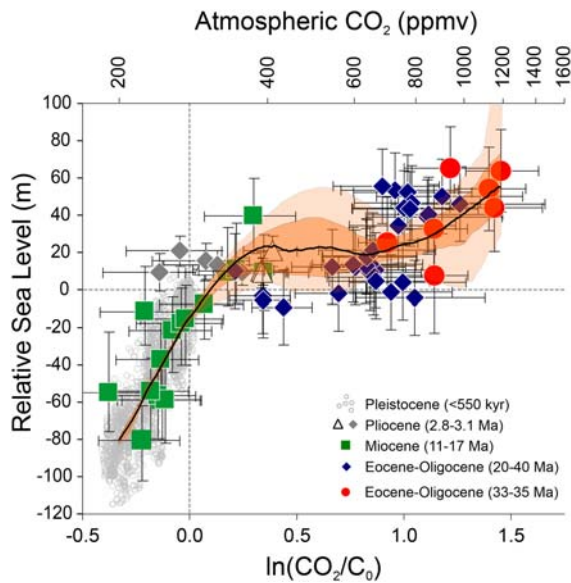 Atmospheric CO₂ (ppmv)
200 400 600 800 1000 1200 1400 1600
Relative Sea Level (m)
100
80
60
40
20
0
-20
-40
-60
-80
-100
-120
Pleistocene (<550 kyr)
Pliocene (2.8-3.1 Ma)
Miocene (11-17 Ma)
Eocene-Oligocene (20-40 Ma)
Eocene-Oligocene (33-35 Ma)
-0.5 0.0 0.5 1.0 1.5
ln(CO₂/C₀)